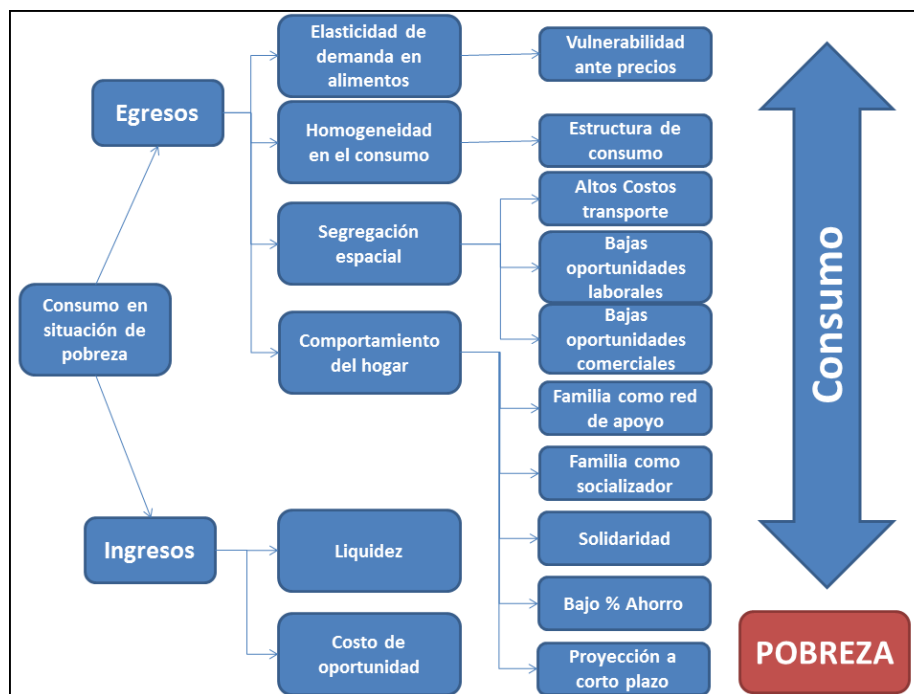 Elasticidad de
demanda en
alimentos
Vulnerabilidad
ante precios
Egresos
Homogeneidad
en el consumo
Estructura de
consumo
Segregación
espacial
Altos Costos
transporte
Bajas
oportunidades
laborales
Bajas
oportunidades
comerciales
Consumo en
situación de
pobreza
Comportamiento
del hogar
Familia como red
de apoyo
Familia como
socializador
Solidaridad
Bajo % Ahorro
Proyección a
corto plazo
Ingresos
Liquidez
Costo de
oportunidad
Consumo
POBREZA